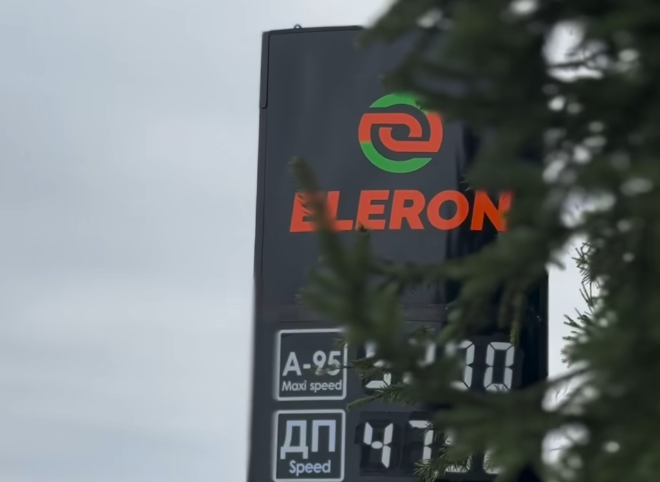 ELERON
A-95
Maxi speed
ДП
Speed